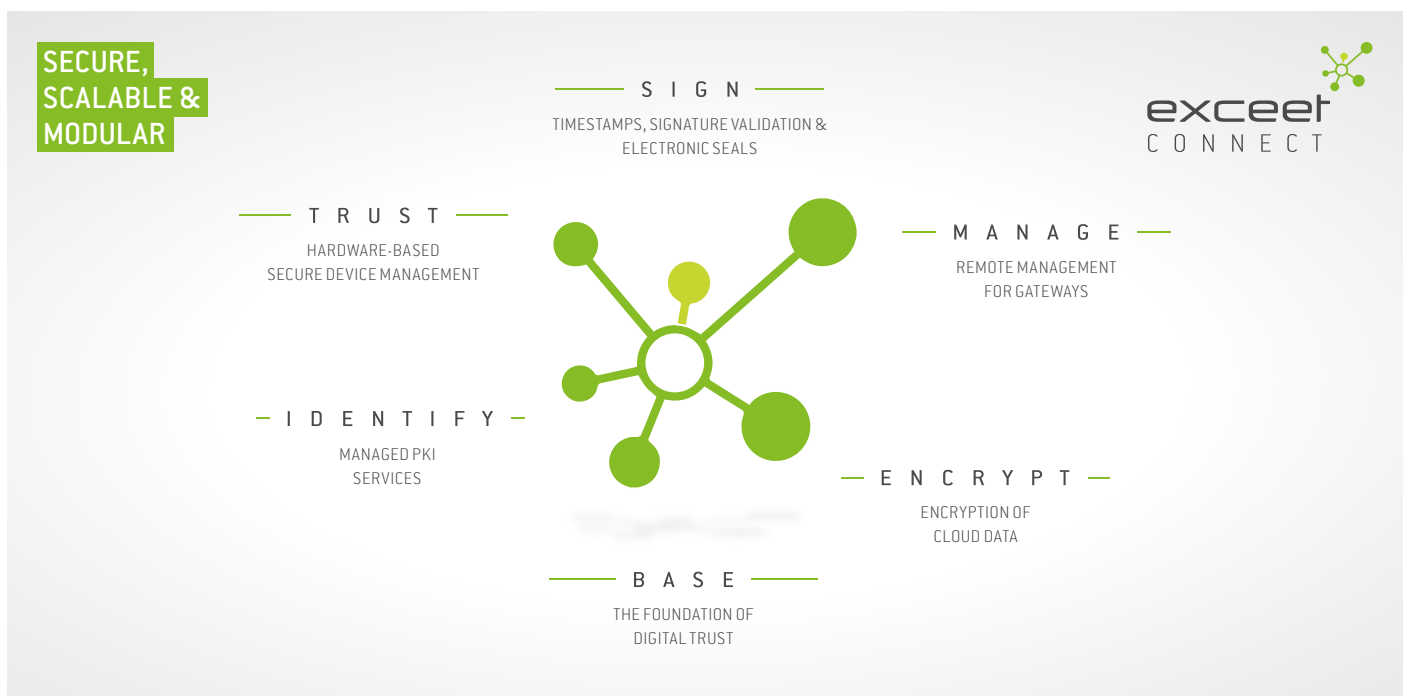 SECURE,
SCALABLE &
MODULAR
exceet
CONNECT
SIGN
TIMESTAMPS, SIGNATURE VALIDATION &
ELECTRONIC SEALS
TRUST
HARDWARE-BASED
SECURE DEVICE MANAGEMENT
MANAGE
REMOTE MANAGEMENT
FOR GATEWAYS
IDENTIFY
MANAGED PKI
SERVICES
ENCRYPT
ENCRYPTION OF
CLOUD DATA
BASE
THE FOUNDATION OF
DIGITAL TRUST